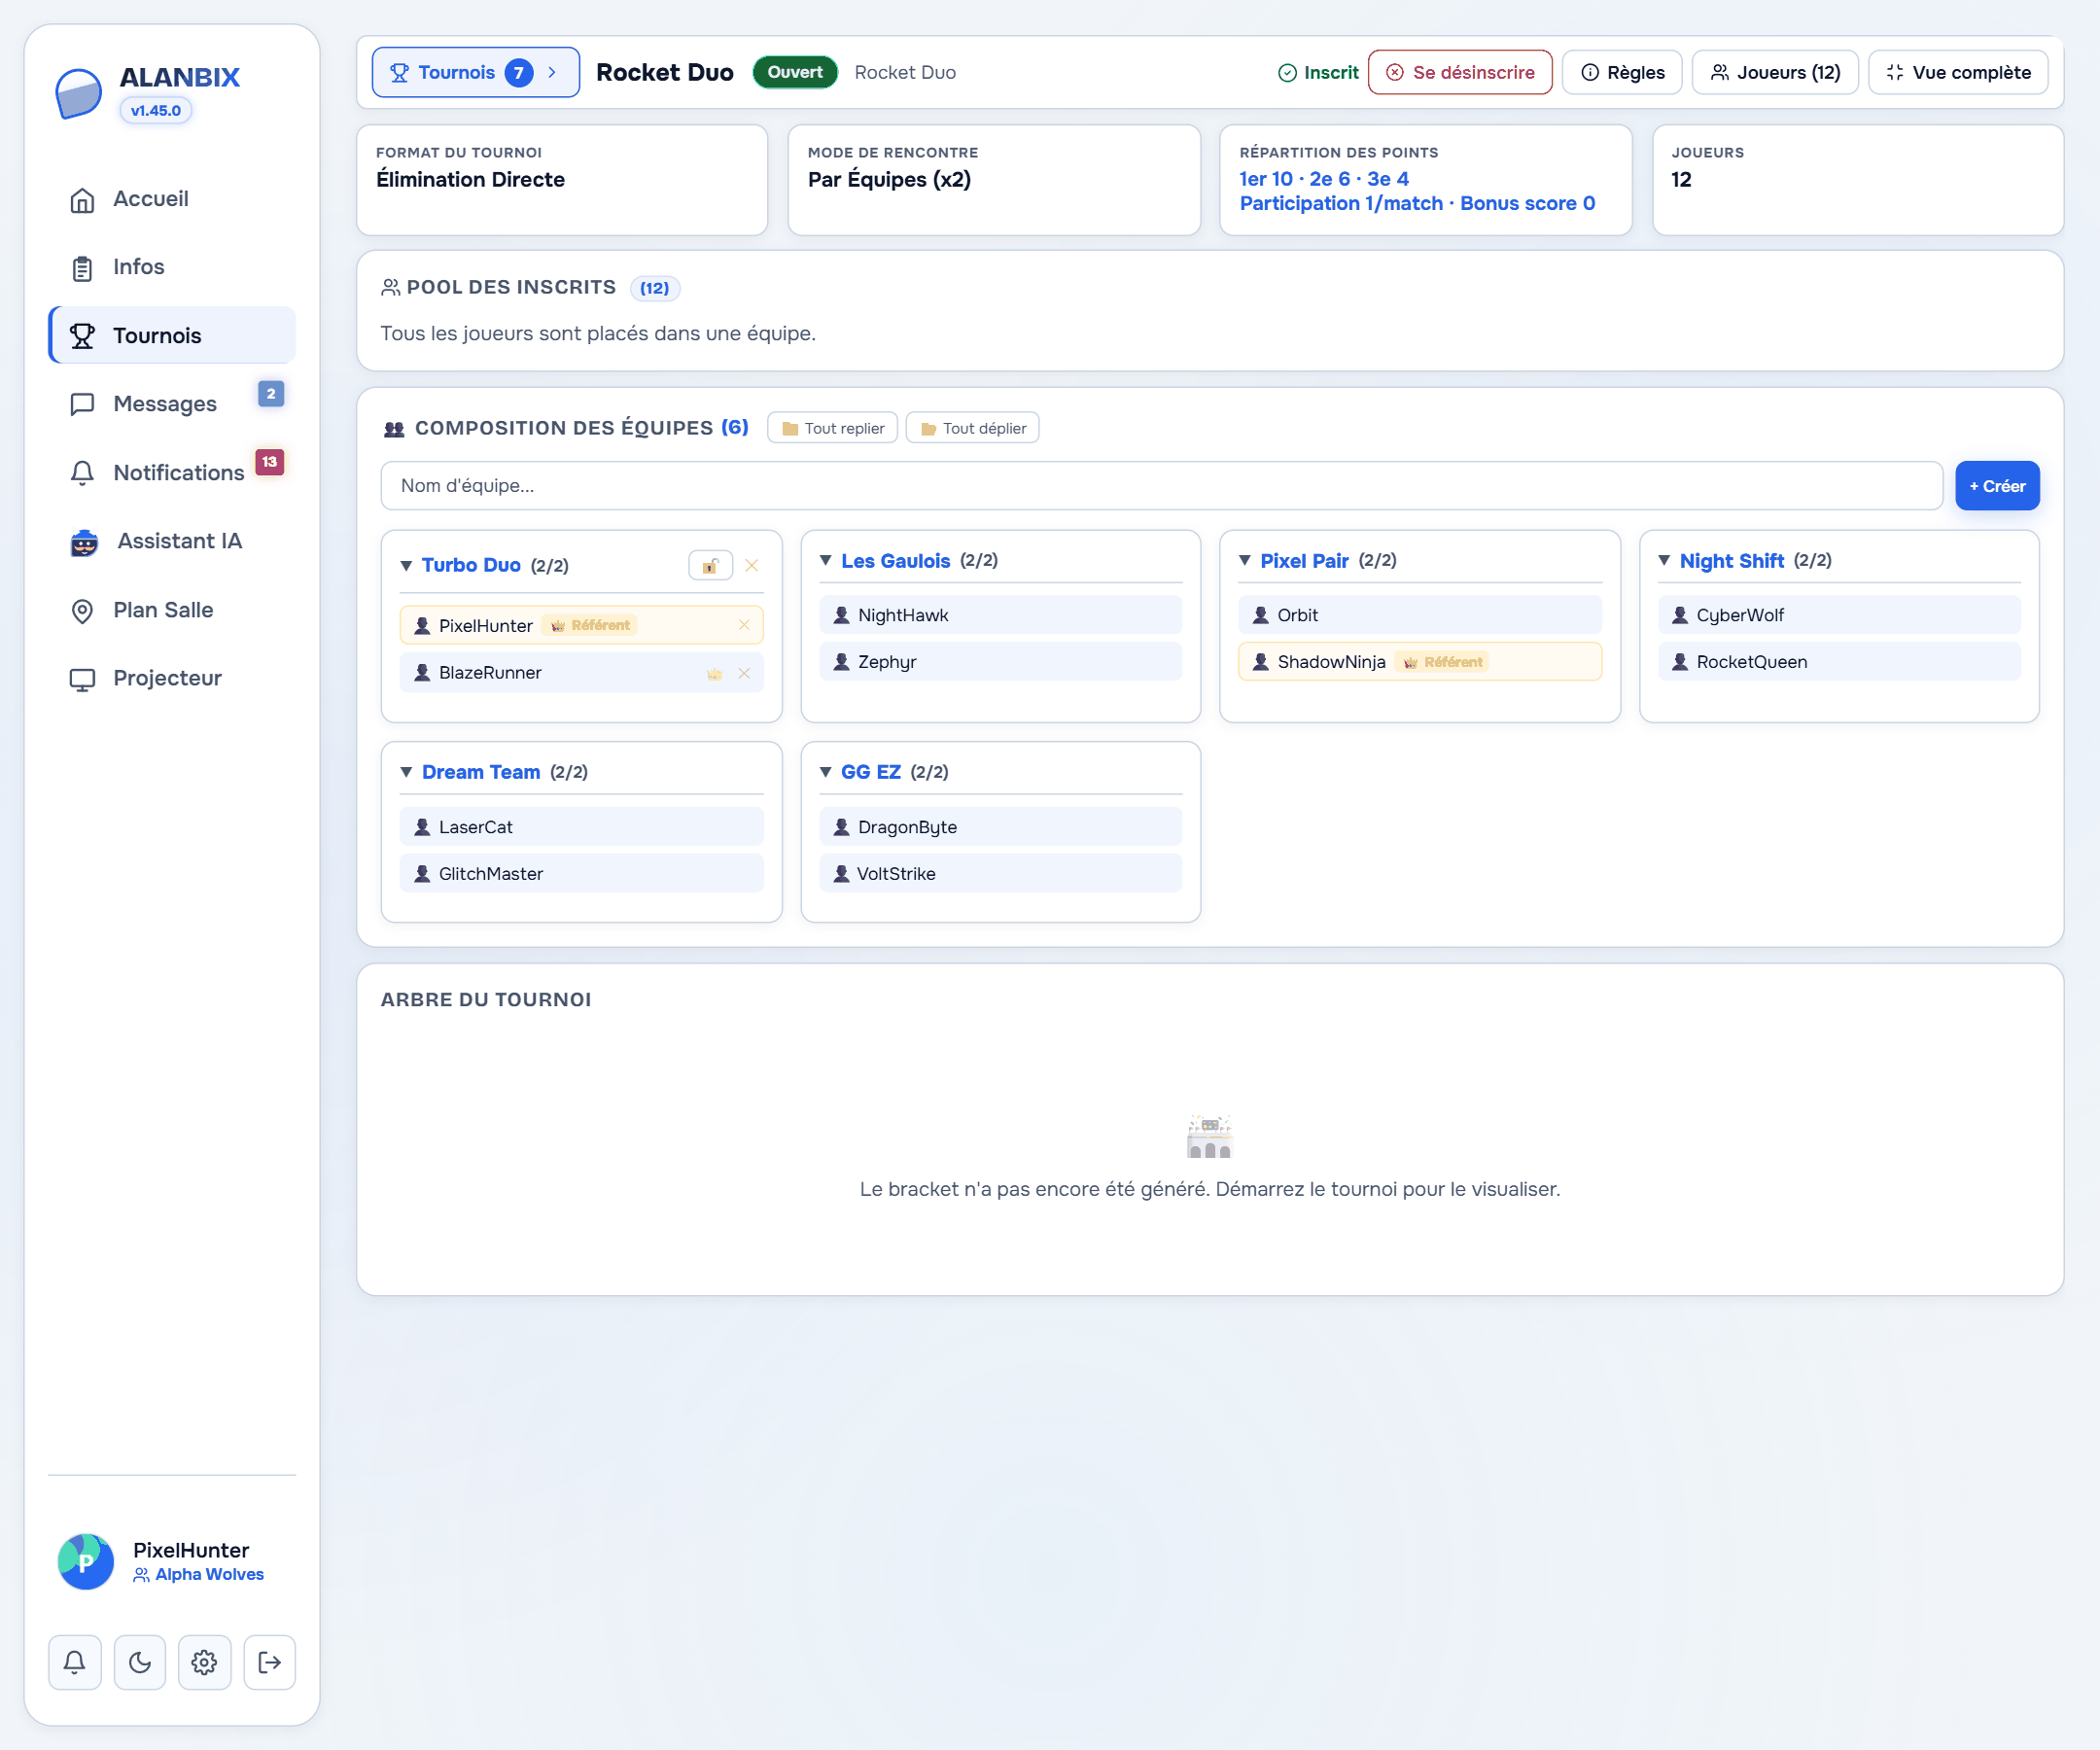 ALANBIX
v1.45.0
Accueil
Infos
Tournois
Messages
2
Notifications
13
Assistant IA
Plan Salle
Projecteur
P
PixelHunter
Alpha Wolves
Tournois 7
Rocket Duo
Ouvert
Rocket Duo
Inscrit
Se désinscrire
Règles
Joueurs (12)
Vue complète
FORMAT DU TOURNOI
Élimination Directe
MODE DE RENCONTRE
Par Équipes (x2)
RÉPARTITION DES POINTS
1er 10 · 2e 6 · 3e 4
Participation 1/match · Bonus score 0
JOUEURS
12
POOL DES INSCRITS (12)
Tous les joueurs sont placés dans une équipe.
COMPOSITION DES ÉQUIPES (6)
Tout replier
Tout déplier
Nom d'équipe...
+ Créer
Turbo Duo (2/2)
PixelHunter Référent
BlazeRunner
Les Gaulois (2/2)
NightHawk
Zephyr
Pixel Pair (2/2)
Orbit
ShadowNinja Référent
Night Shift (2/2)
CyberWolf
RocketQueen
Dream Team (2/2)
LaserCat
GlitchMaster
GG EZ (2/2)
DragonByte
VoltStrike
ARBRE DU TOURNOI
Le bracket n'a pas encore été généré. Démarrez le tournoi pour le visualiser.